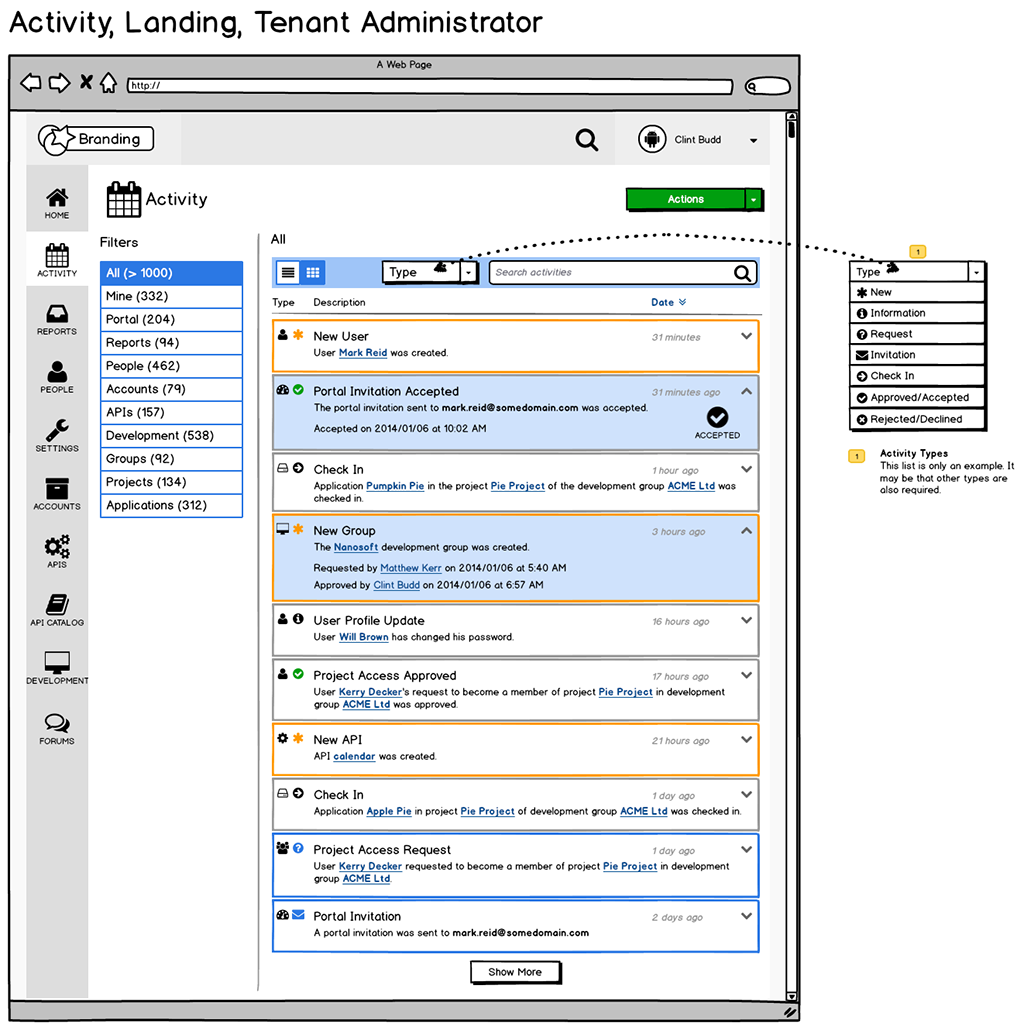 Activity, Landing, Tenant Administrator
A Web Page
http://
Branding
Clint Budd
HOME
ACTIVITY
REPORTS
PEOPLE
SETTINGS
ACCOUNTS
APIS
API CATALOG
DEVELOPMENT
FORUMS
Activity
Actions
Filters
All (> 1000)
Mine (332)
Portal (204)
Reports (94)
People (462)
Accounts (79)
APIs (157)
Development (538)
Groups (92)
Projects (134)
Applications (312)
All
Type
Search activities
Type Description Date
New User 31 minutes
User Mark Reid was created.
Portal Invitation Accepted 31 minutes ago
The portal invitation sent to mark.reid@somedomain.com was accepted.
Accepted on 2014/01/06 at 10:02 AM
ACCEPTED
Check In 1 hour ago
Application Pumpkin Pie in the project Pie Project of the development group ACME Ltd was
checked in.
New Group 3 hours ago
The Nanosoft development group was created.
Requested by Matthew Kerr on 2014/01/06 at 5:40 AM
Approved by Clint Budd on 2014/01/06 at 6:57 AM
User Profile Update 16 hours ago
User Will Brown has changed his password.
Project Access Approved 17 hours ago
User Kerry Decker's request to become a member of project Pie Project in development
group ACME Ltd was approved.
New API 21 hours ago
API calendar was created.
Check In 1 day ago
Application Apple Pie in project Pie Project of development group ACME Ltd was checked in.
Project Access Request 1 day ago
User Kerry Decker requested to become a member of project Pie Project in development
group ACME Ltd.
Portal Invitation 2 days ago
A portal invitation was sent to mark.reid@somedomain.com
Show More
1
Type
New
Information
Request
Invitation
Check In
Approved/Accepted
Rejected/Declined
1
Activity Types
This list is only an example. It
may be that other types are
also required.